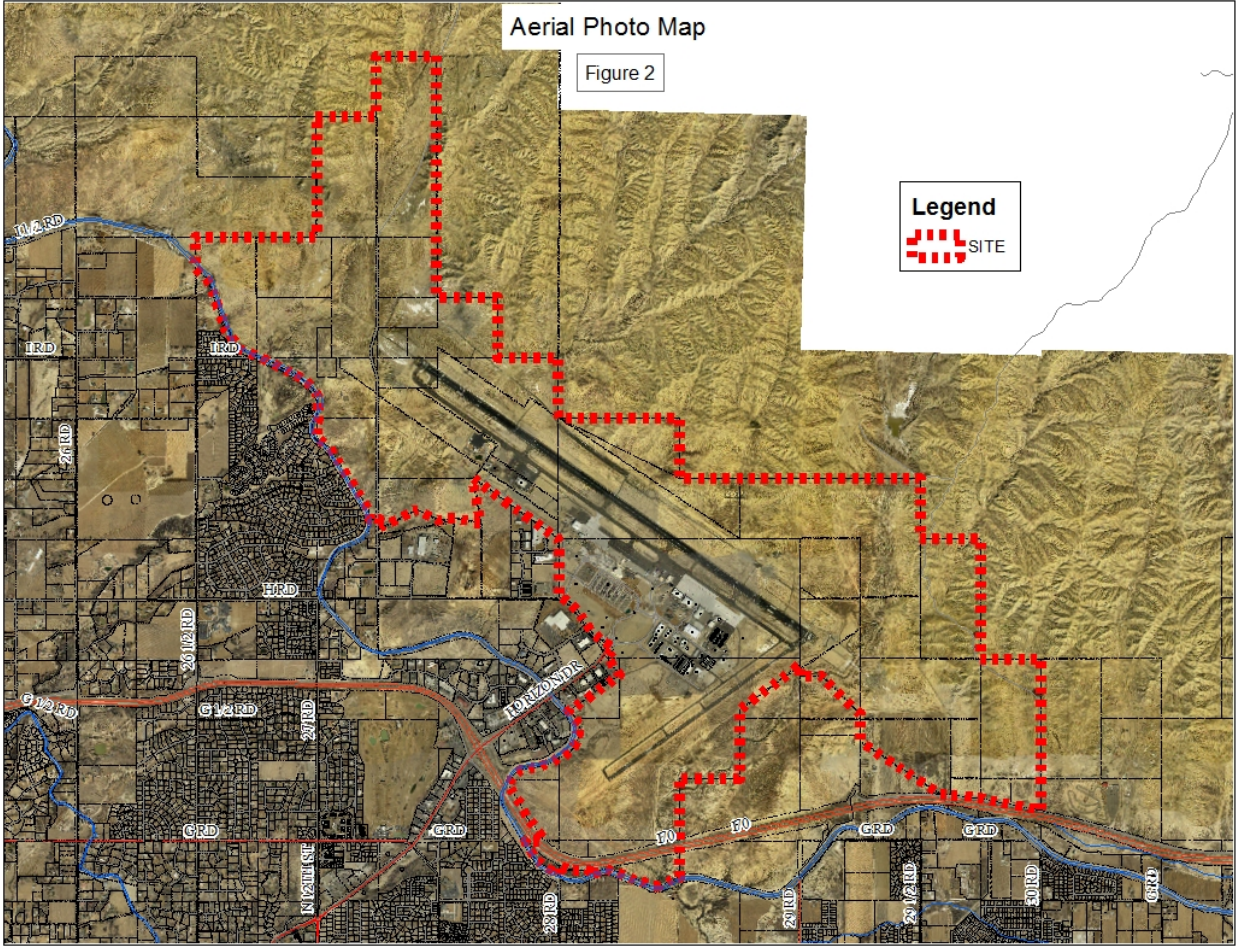 Aerial Photo Map
Figure 2
Legend
SITE
I 1/2 RD
I RD
I RD
26 RD
H RD
26 1/2 RD
HORIZON DR
G 1/2 RD
G 1/2 RD
27 RD
G RD
G RD
N 12TH ST
28 RD
F0
F0
G RD
G RD
29 RD
29 1/2 RD
30 RD